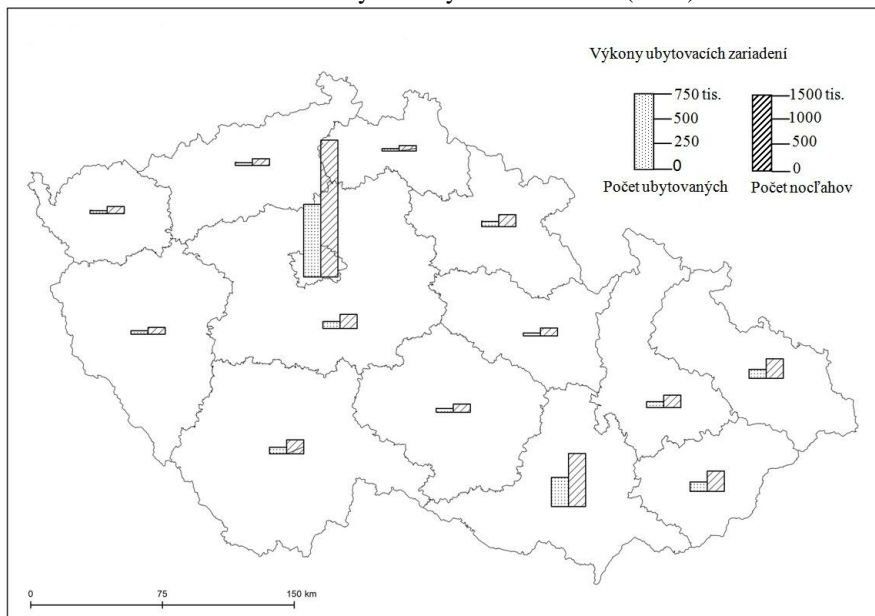 Výkony ubytovacích zariadení
750 tis.
500
250
0
Počet ubytovaných
1500 tis.
1000
500
0
Počet nocľahov
0 75 150 km